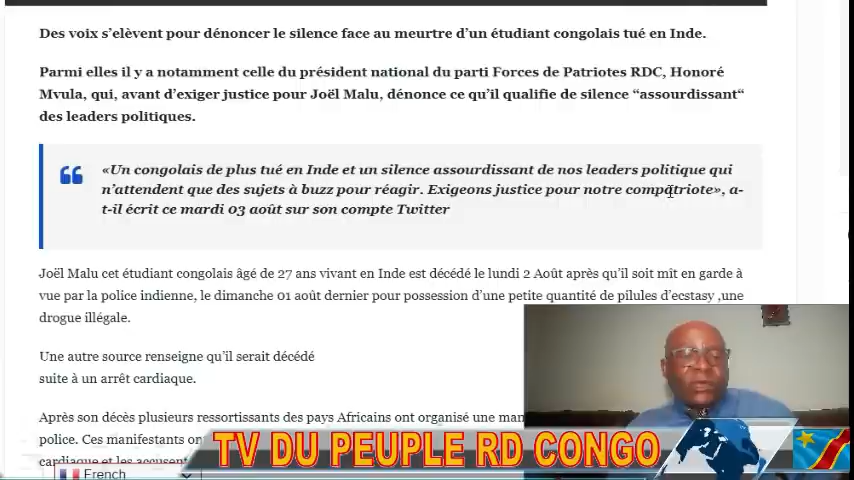 Des voix s'elèvent pour dénoncer le silence face au meurtre d'un étudiant congolais tué en Inde.
Parmi elles il y a notamment celle du président national du parti Forces de Patriotes RDC, Honoré
Mvula, qui, avant d'exiger justice pour Joël Malu, dénonce ce qu'il qualifie de silence “assourdissant“
des leaders politiques.
«Un congolais de plus tué en Inde et un silence assourdissant de nos leaders politique qui
n'attendent que des sujets à buzz pour réagir. Exigeons justice pour notre compatriote», a-
t-il écrit ce mardi 03 août sur son compte Twitter
Joël Malu cet étudiant congolais âgé de 27 ans vivant en Inde est décédé le lundi 2 Août après qu'il soit mît en garde à
vue par la police indienne, le dimanche 01 août dernier pour possession d'une petite quantité de pilules d'ecstasy ,une
drogue illégale.
Une autre source renseigne qu'il serait décédé
suite à un arrêt cardiaque.
Après son décès plusieurs ressortissants des pays Africains ont organisé une
police. Ces manifestants
cardiaque et les
TV DU PEUPLE RD CONGO
French